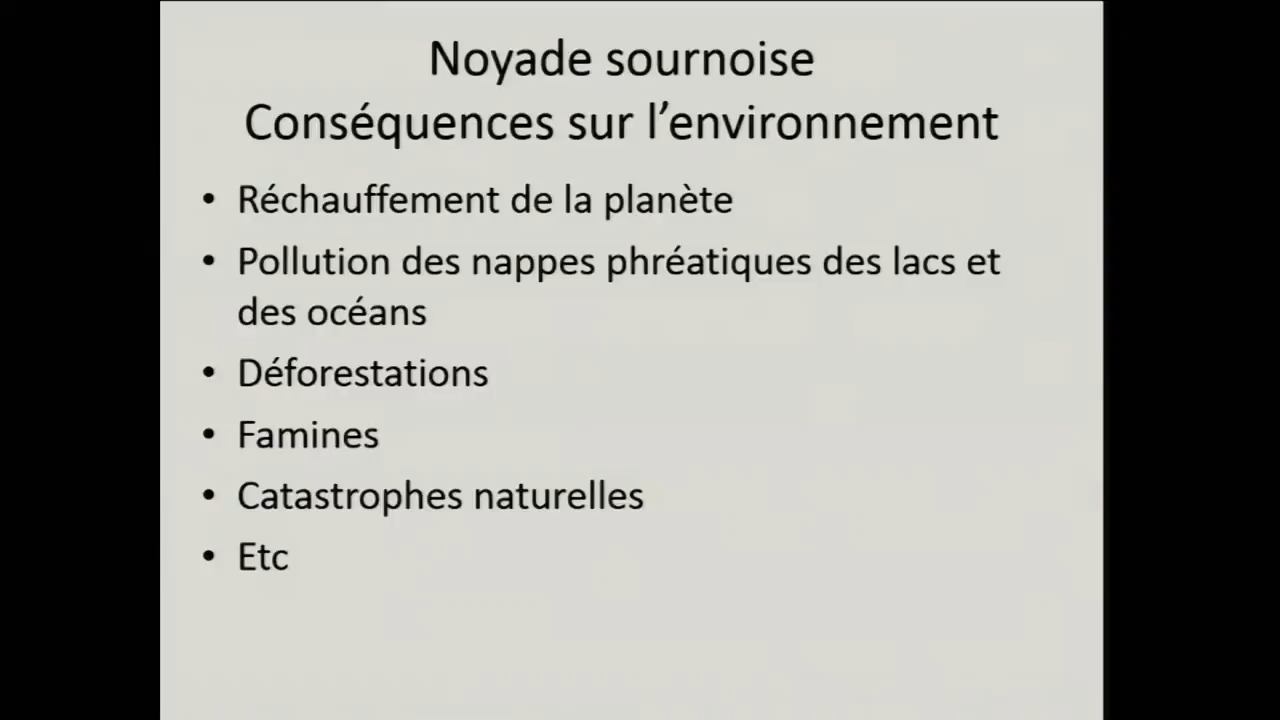 Noyade sournoise
Conséquences sur l’environnement
• Réchauffement de la planète
• Pollution des nappes phréatiques des lacs et
des océans
• Déforestations
• Famines
• Catastrophes naturelles
• Etc